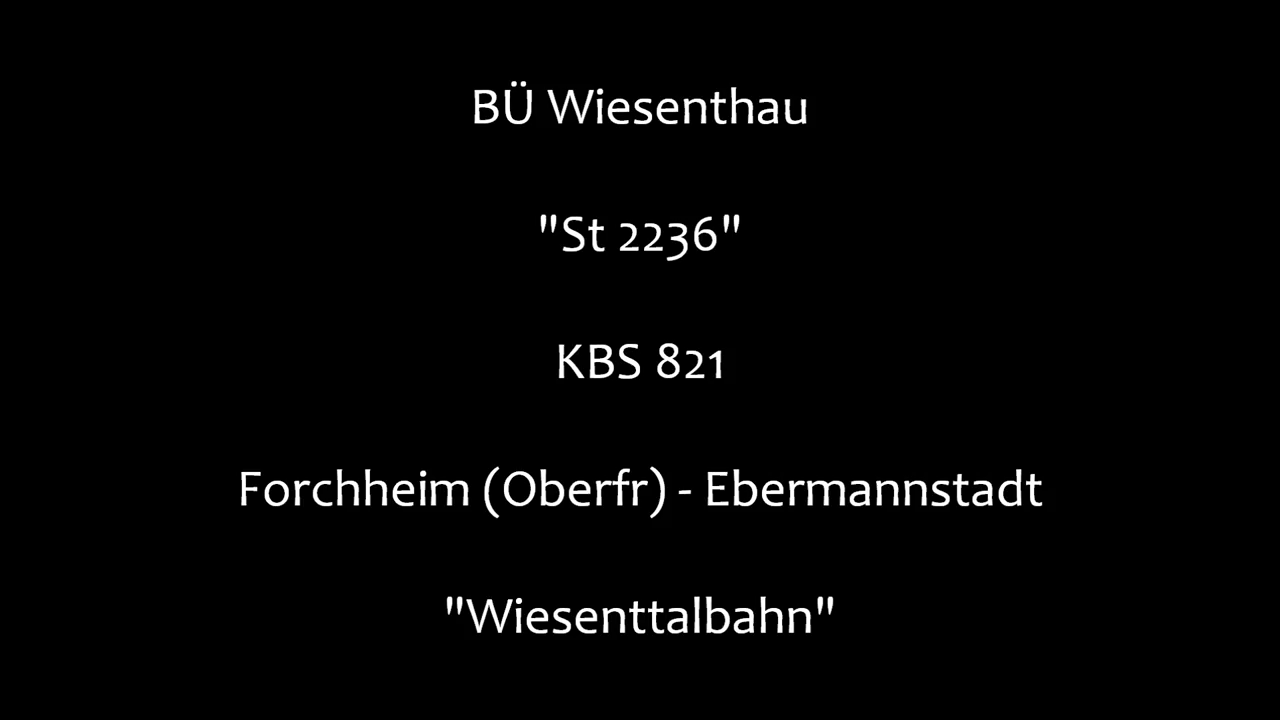 BÜ Wiesenthau
"St 2236"
KBS 821
Forchheim (Oberfr) - Ebermannstadt
"Wiesenttalbahn"